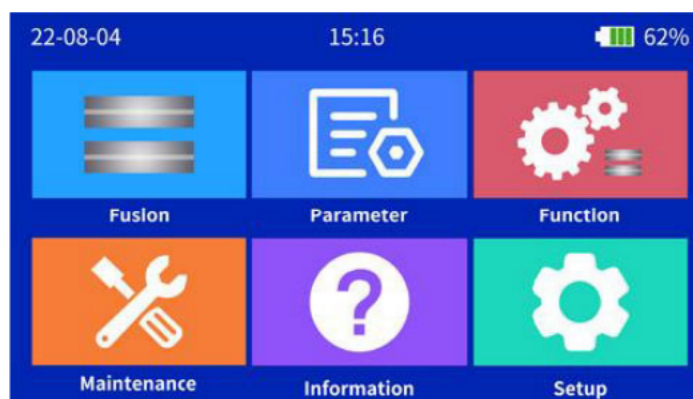 22-08-04 15:16 62%
Fusion Parameter Function
?
Maintenance Information Setup